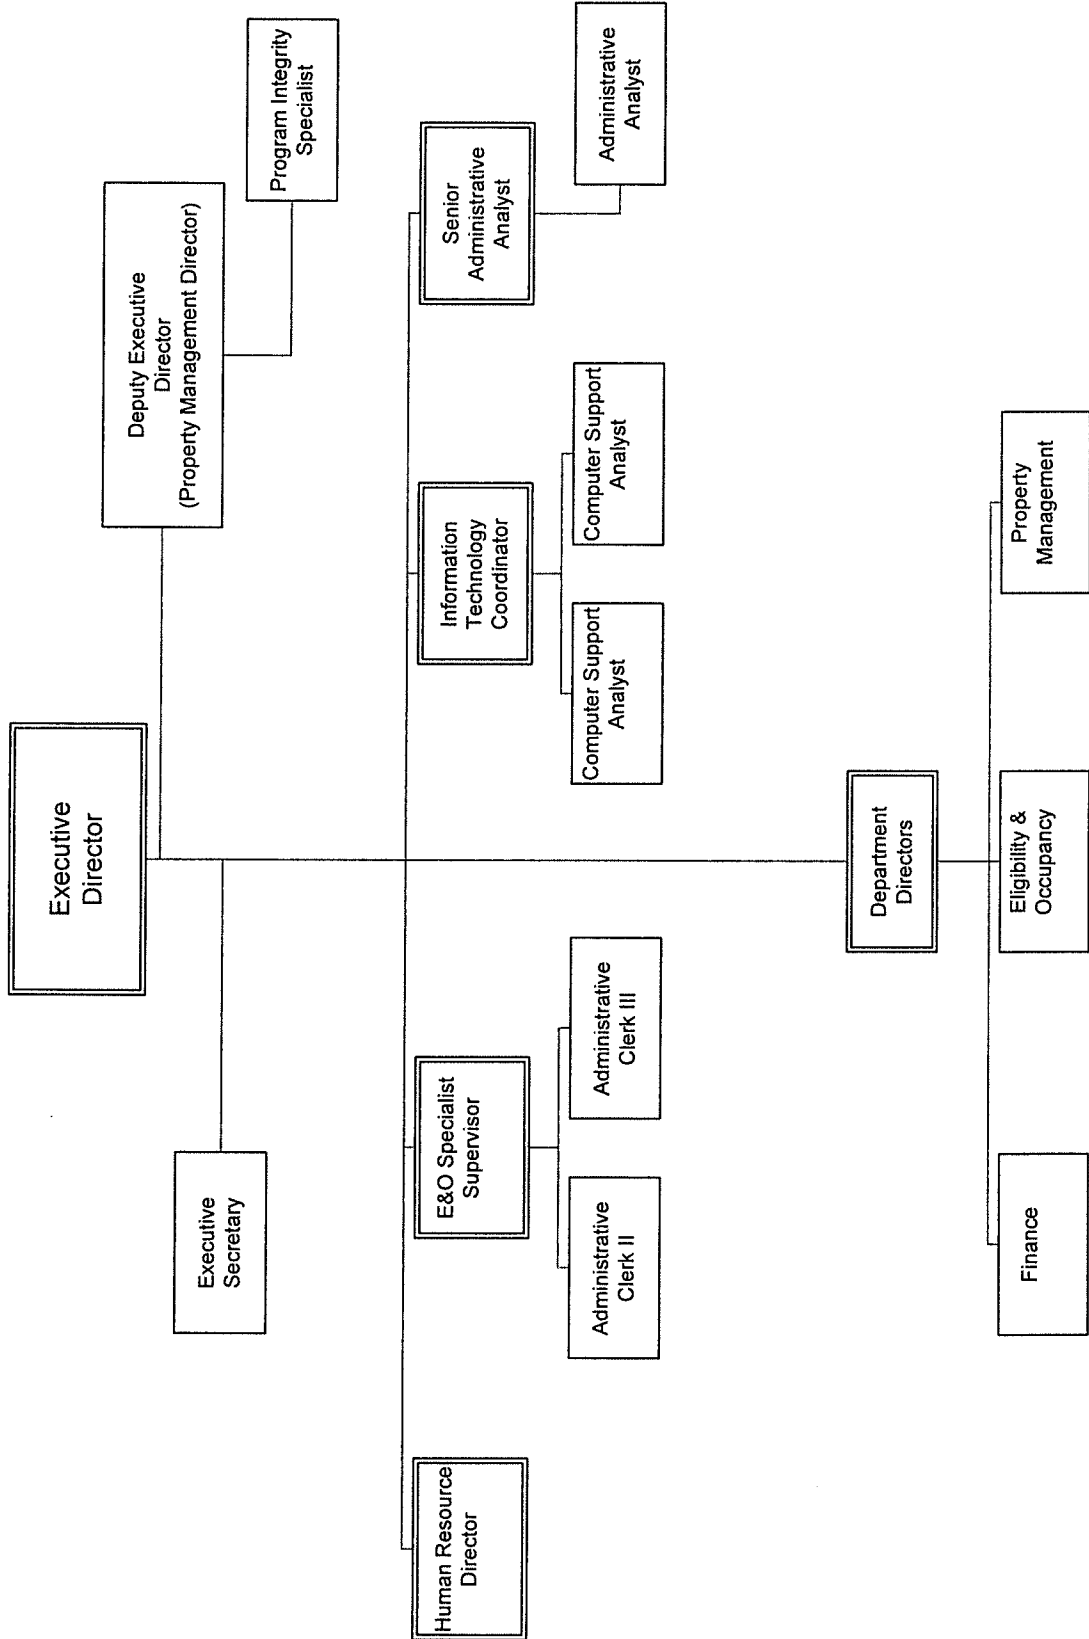 Executive
Director
Deputy Executive
Director
(Property Management Director)
Program Integrity
Specialist
Executive
Secretary
Human Resource
Director
E&O Specialist
Supervisor
Information
Technology
Coordinator
Senior
Administrative
Analyst
Administrative
Clerk II
Administrative
Clerk III
Computer Support
Analyst
Computer Support
Analyst
Administrative
Analyst
Department
Directors
Finance
Eligibility &
Occupancy
Property
Management